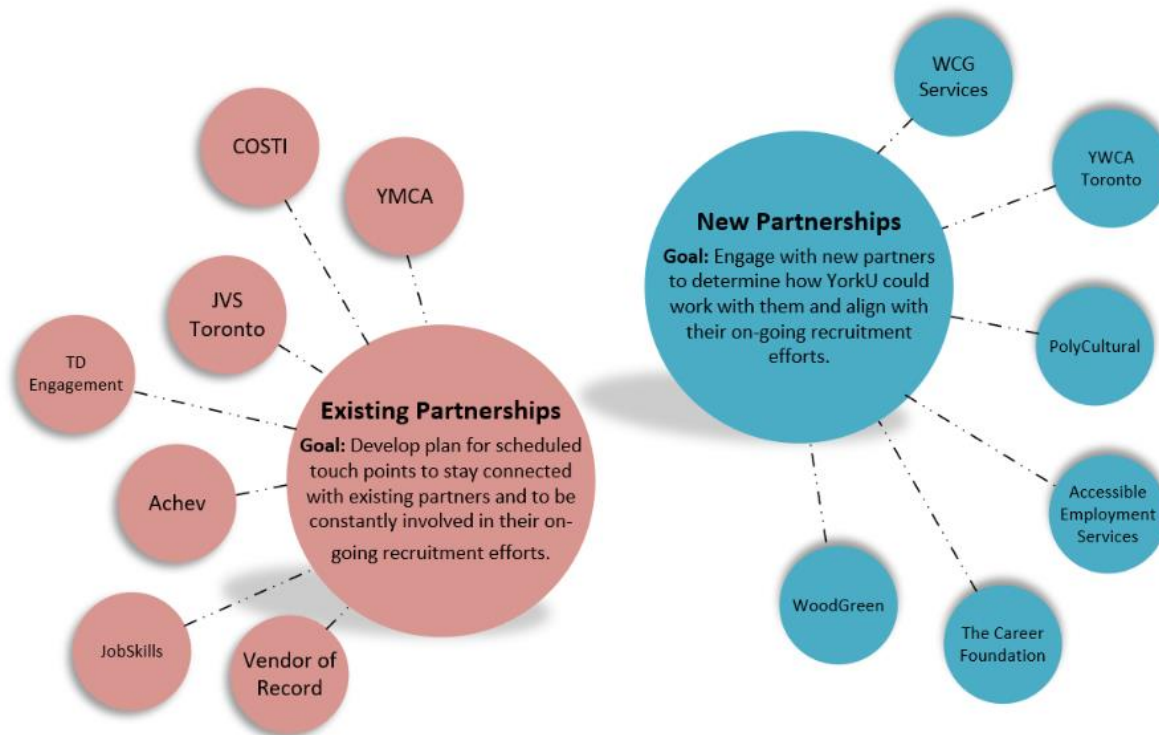 COSTI
YMCA
JVS
Toronto
TD
Engagement
Achev
JobSkills
Vendor of
Record
Existing Partnerships
Goal: Develop plan for scheduled
touch points to stay connected
with existing partners and to be
constantly involved in their on-
going recruitment efforts.
New Partnerships
Goal: Engage with new partners
to determine how YorkU could
work with them and align with
their on-going recruitment
efforts.
WCG
Services
YWCA
Toronto
PolyCultural
Accessible
Employment
Services
The Career
Foundation
WoodGreen